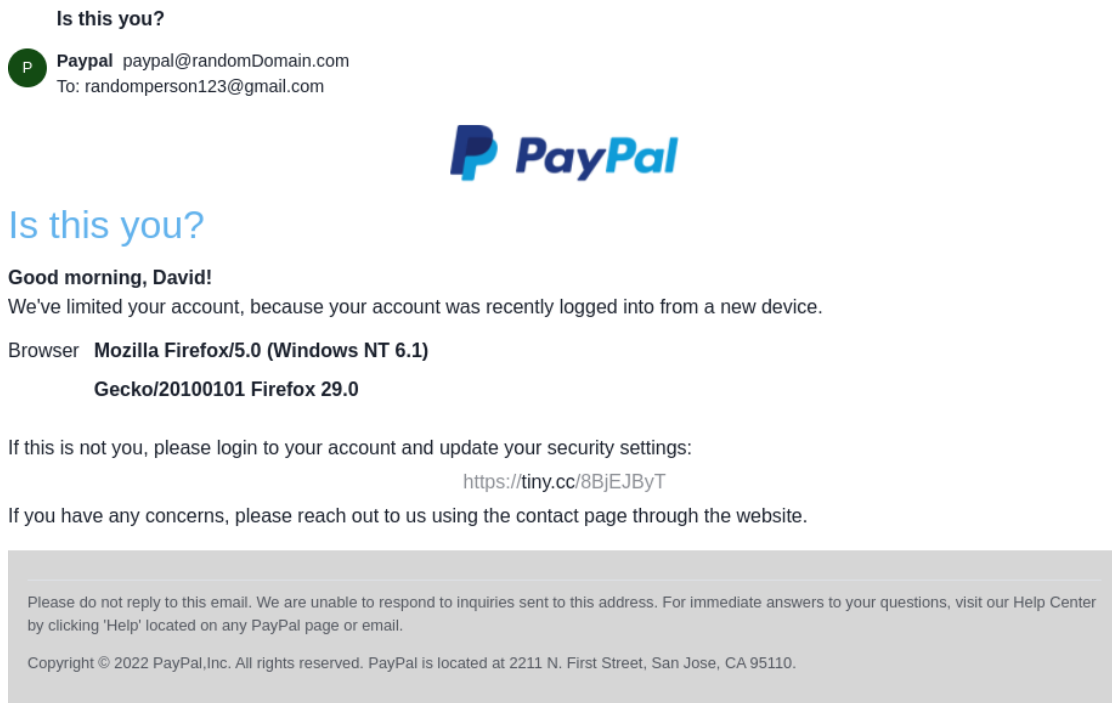 Is this you?
P
Paypal paypal@randomDomain.com
To: randomperson123@gmail.com
PayPal
Is this you?
Good morning, David!
We've limited your account, because your account was recently logged into from a new device.
Browser Mozilla Firefox/5.0 (Windows NT 6.1)
Gecko/20100101 Firefox 29.0
If this is not you, please login to your account and update your security settings:
https://tiny.cc/8BjEJByT
If you have any concerns, please reach out to us using the contact page through the website.
Please do not reply to this email. We are unable to respond to inquiries sent to this address. For immediate answers to your questions, visit our Help Center
by clicking 'Help' located on any PayPal page or email.
Copyright © 2022 PayPal,Inc. All rights reserved. PayPal is located at 2211 N. First Street, San Jose, CA 95110.